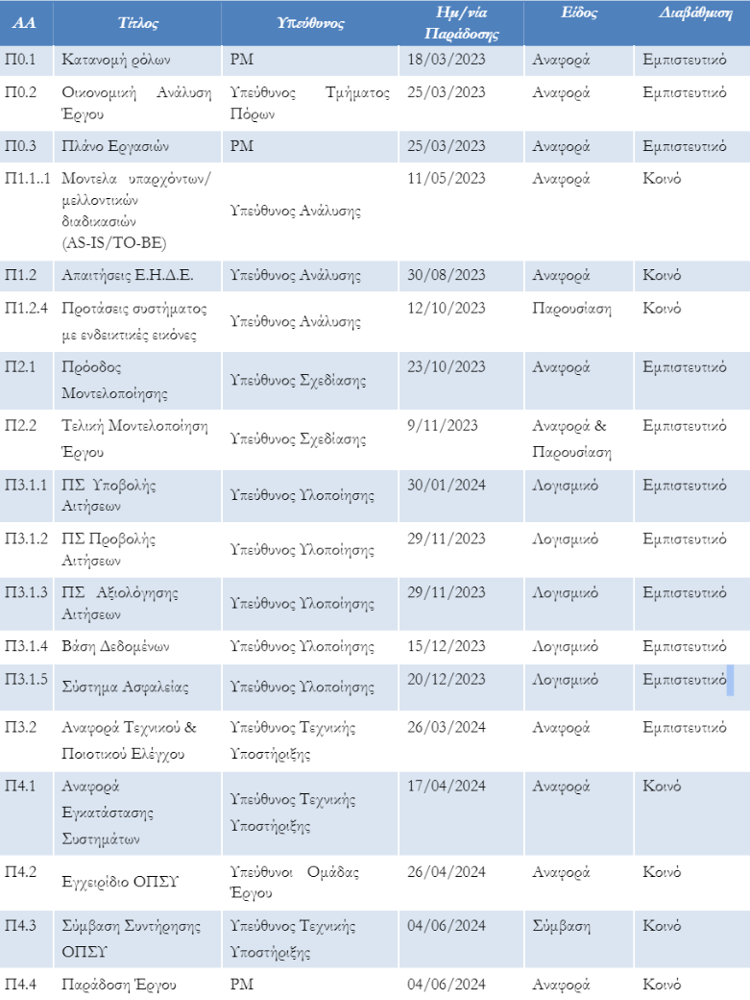 ΑΑ Τίτλος Υπεύθυνος Ημ/νία Παράδοσης Είδος Διαβάθμιση
Π0.1 Κατανομή ρόλων PM 18/03/2023 Αναφορά Εμπιστευτικό
Π0.2 Οικονομική Ανάλυση Έργου Υπεύθυνος Τμήματος Πόρων 25/03/2023 Αναφορά Εμπιστευτικό
Π0.3 Πλάνο Εργασιών PM 25/03/2023 Αναφορά Εμπιστευτικό
Π1.1..1 Μοντελα υπαρχόντων/ μελλοντικών διαδικασιών (AS-IS/TO-BE) Υπεύθυνος Ανάλυσης 11/05/2023 Αναφορά Κοινό
Π1.2 Απαιτήσεις Ε.Η.Δ.Ε. Υπεύθυνος Ανάλυσης 30/08/2023 Αναφορά Κοινό
Π1.2.4 Προτάσεις συστήματος με ενδεικτικές εικόνες Υπεύθυνος Ανάλυσης 12/10/2023 Παρουσίαση Κοινό
Π2.1 Πρόοδος Μοντελοποίησης Υπεύθυνος Σχεδίασης 23/10/2023 Αναφορά Εμπιστευτικό
Π2.2 Τελική Μοντελοποίηση Έργου Υπεύθυνος Σχεδίασης 9/11/2023 Αναφορά & Παρουσίαση Εμπιστευτικό
Π3.1.1 ΠΣ Υποβολής Αιτήσεων Υπεύθυνος Υλοποίησης 30/01/2024 Λογισμικό Εμπιστευτικό
Π3.1.2 ΠΣ Προβολής Αιτήσεων Υπεύθυνος Υλοποίησης 29/11/2023 Λογισμικό Εμπιστευτικό
Π3.1.3 ΠΣ Αξιολόγησης Αιτήσεων Υπεύθυνος Υλοποίησης 29/11/2023 Λογισμικό Εμπιστευτικό
Π3.1.4 Βάση Δεδομένων Υπεύθυνος Υλοποίησης 15/12/2023 Λογισμικό Εμπιστευτικό
Π3.1.5 Σύστημα Ασφαλείας Υπεύθυνος Υλοποίησης 20/12/2023 Λογισμικό Εμπιστευτικό
Π3.2 Αναφορά Τεχνικού & Ποιοτικού Ελέγχου Υπεύθυνος Τεχνικής Υποστήριξης 26/03/2024 Αναφορά Εμπιστευτικό
Π4.1 Αναφορά Εγκατάστασης Συστημάτων Υπεύθυνος Τεχνικής Υποστήριξης 17/04/2024 Αναφορά Κοινό
Π4.2 Εγχειρίδιο ΟΠΣΥ Υπεύθυνοι Ομάδας Έργου 26/04/2024 Αναφορά Κοινό
Π4.3 Σύμβαση Συντήρησης ΟΠΣΥ Υπεύθυνος Τεχνικής Υποστήριξης 04/06/2024 Σύμβαση Κοινό
Π4.4 Παράδοση Έργου PM 04/06/2024 Αναφορά Κοινό